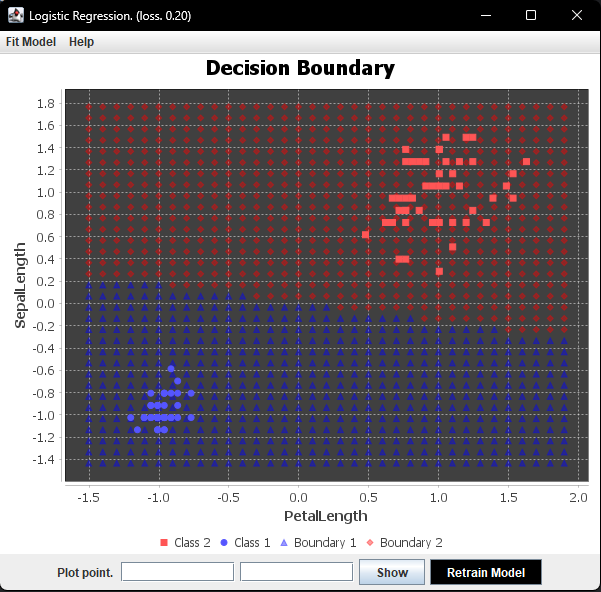 Logistic Regression. (loss. 0.20)
Fit Model Help
Decision Boundary
1.8
1.6
1.4
1.2
1.0
0.8
0.6
0.4
0.2
0.0
-0.2
-0.4
-0.6
-0.8
-1.0
-1.2
-1.4
SepalLength
-1.5 -1.0 -0.5 0.0 0.5 1.0 1.5 2.0
PetalLength
Class 2 Class 1 Boundary 1 Boundary 2
Plot point. Show Retrain Model